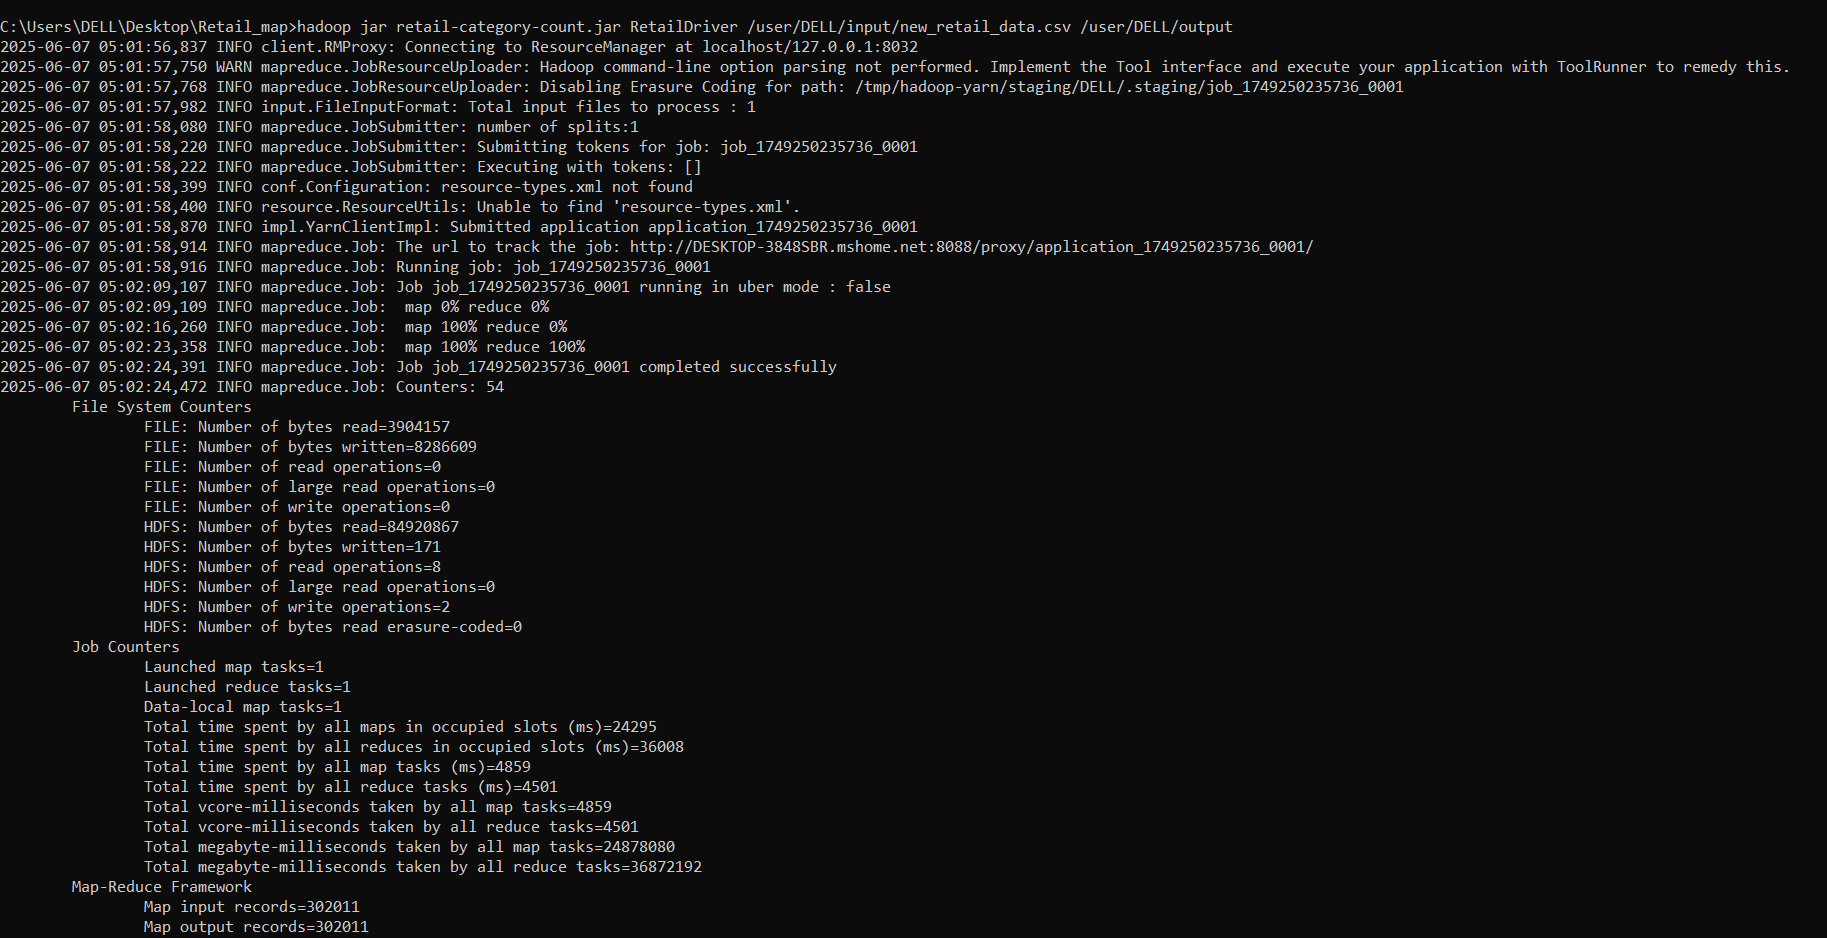 C:\Users\DELL\Desktop\Retail_map>hadoop jar retail-category-count.jar RetailDriver /user/DELL/input/new_retail_data.csv /user/DELL/output
2025-06-07 05:01:56,837 INFO client.RMProxy: Connecting to ResourceManager at localhost/127.0.0.1:8032
2025-06-07 05:01:57,750 WARN mapreduce.JobResourceUploader: Hadoop command-line option parsing not performed. Implement the Tool interface and execute your application with ToolRunner to remedy this.
2025-06-07 05:01:57,768 INFO mapreduce.JobResourceUploader: Disabling Erasure Coding for path: /tmp/hadoop-yarn/staging/DELL/.staging/job_1749250235736_0001
2025-06-07 05:01:57,982 INFO input.FileInputFormat: Total input files to process : 1
2025-06-07 05:01:58,080 INFO mapreduce.JobSubmitter: number of splits:1
2025-06-07 05:01:58,220 INFO mapreduce.JobSubmitter: Submitting tokens for job: job_1749250235736_0001
2025-06-07 05:01:58,222 INFO mapreduce.JobSubmitter: Executing with tokens: []
2025-06-07 05:01:58,399 INFO conf.Configuration: resource-types.xml not found
2025-06-07 05:01:58,400 INFO resource.ResourceUtils: Unable to find 'resource-types.xml'.
2025-06-07 05:01:58,870 INFO impl.YarnClientImpl: Submitted application application_1749250235736_0001
2025-06-07 05:01:58,914 INFO mapreduce.Job: The url to track the job: http://DESKTOP-3848SBR.mshome.net:8088/proxy/application_1749250235736_0001/
2025-06-07 05:01:58,916 INFO mapreduce.Job: Running job: job_1749250235736_0001
2025-06-07 05:02:09,107 INFO mapreduce.Job: Job job_1749250235736_0001 running in uber mode : false
2025-06-07 05:02:09,109 INFO mapreduce.Job:  map 0% reduce 0%
2025-06-07 05:02:16,260 INFO mapreduce.Job:  map 100% reduce 0%
2025-06-07 05:02:23,358 INFO mapreduce.Job:  map 100% reduce 100%
2025-06-07 05:02:24,391 INFO mapreduce.Job: Job job_1749250235736_0001 completed successfully
2025-06-07 05:02:24,472 INFO mapreduce.Job: Counters: 54
File System Counters
FILE: Number of bytes read=3904157
FILE: Number of bytes written=8286609
FILE: Number of read operations=0
FILE: Number of large read operations=0
FILE: Number of write operations=0
HDFS: Number of bytes read=84920867
HDFS: Number of bytes written=171
HDFS: Number of read operations=8
HDFS: Number of large read operations=0
HDFS: Number of write operations=2
HDFS: Number of bytes read erasure-coded=0
Job Counters
Launched map tasks=1
Launched reduce tasks=1
Data-local map tasks=1
Total time spent by all maps in occupied slots (ms)=24295
Total time spent by all reduces in occupied slots (ms)=36008
Total time spent by all map tasks (ms)=4859
Total time spent by all reduce tasks (ms)=4501
Total vcore-milliseconds taken by all map tasks=4859
Total vcore-milliseconds taken by all reduce tasks=4501
Total megabyte-milliseconds taken by all map tasks=24878080
Total megabyte-milliseconds taken by all reduce tasks=36872192
Map-Reduce Framework
Map input records=302011
Map output records=302011